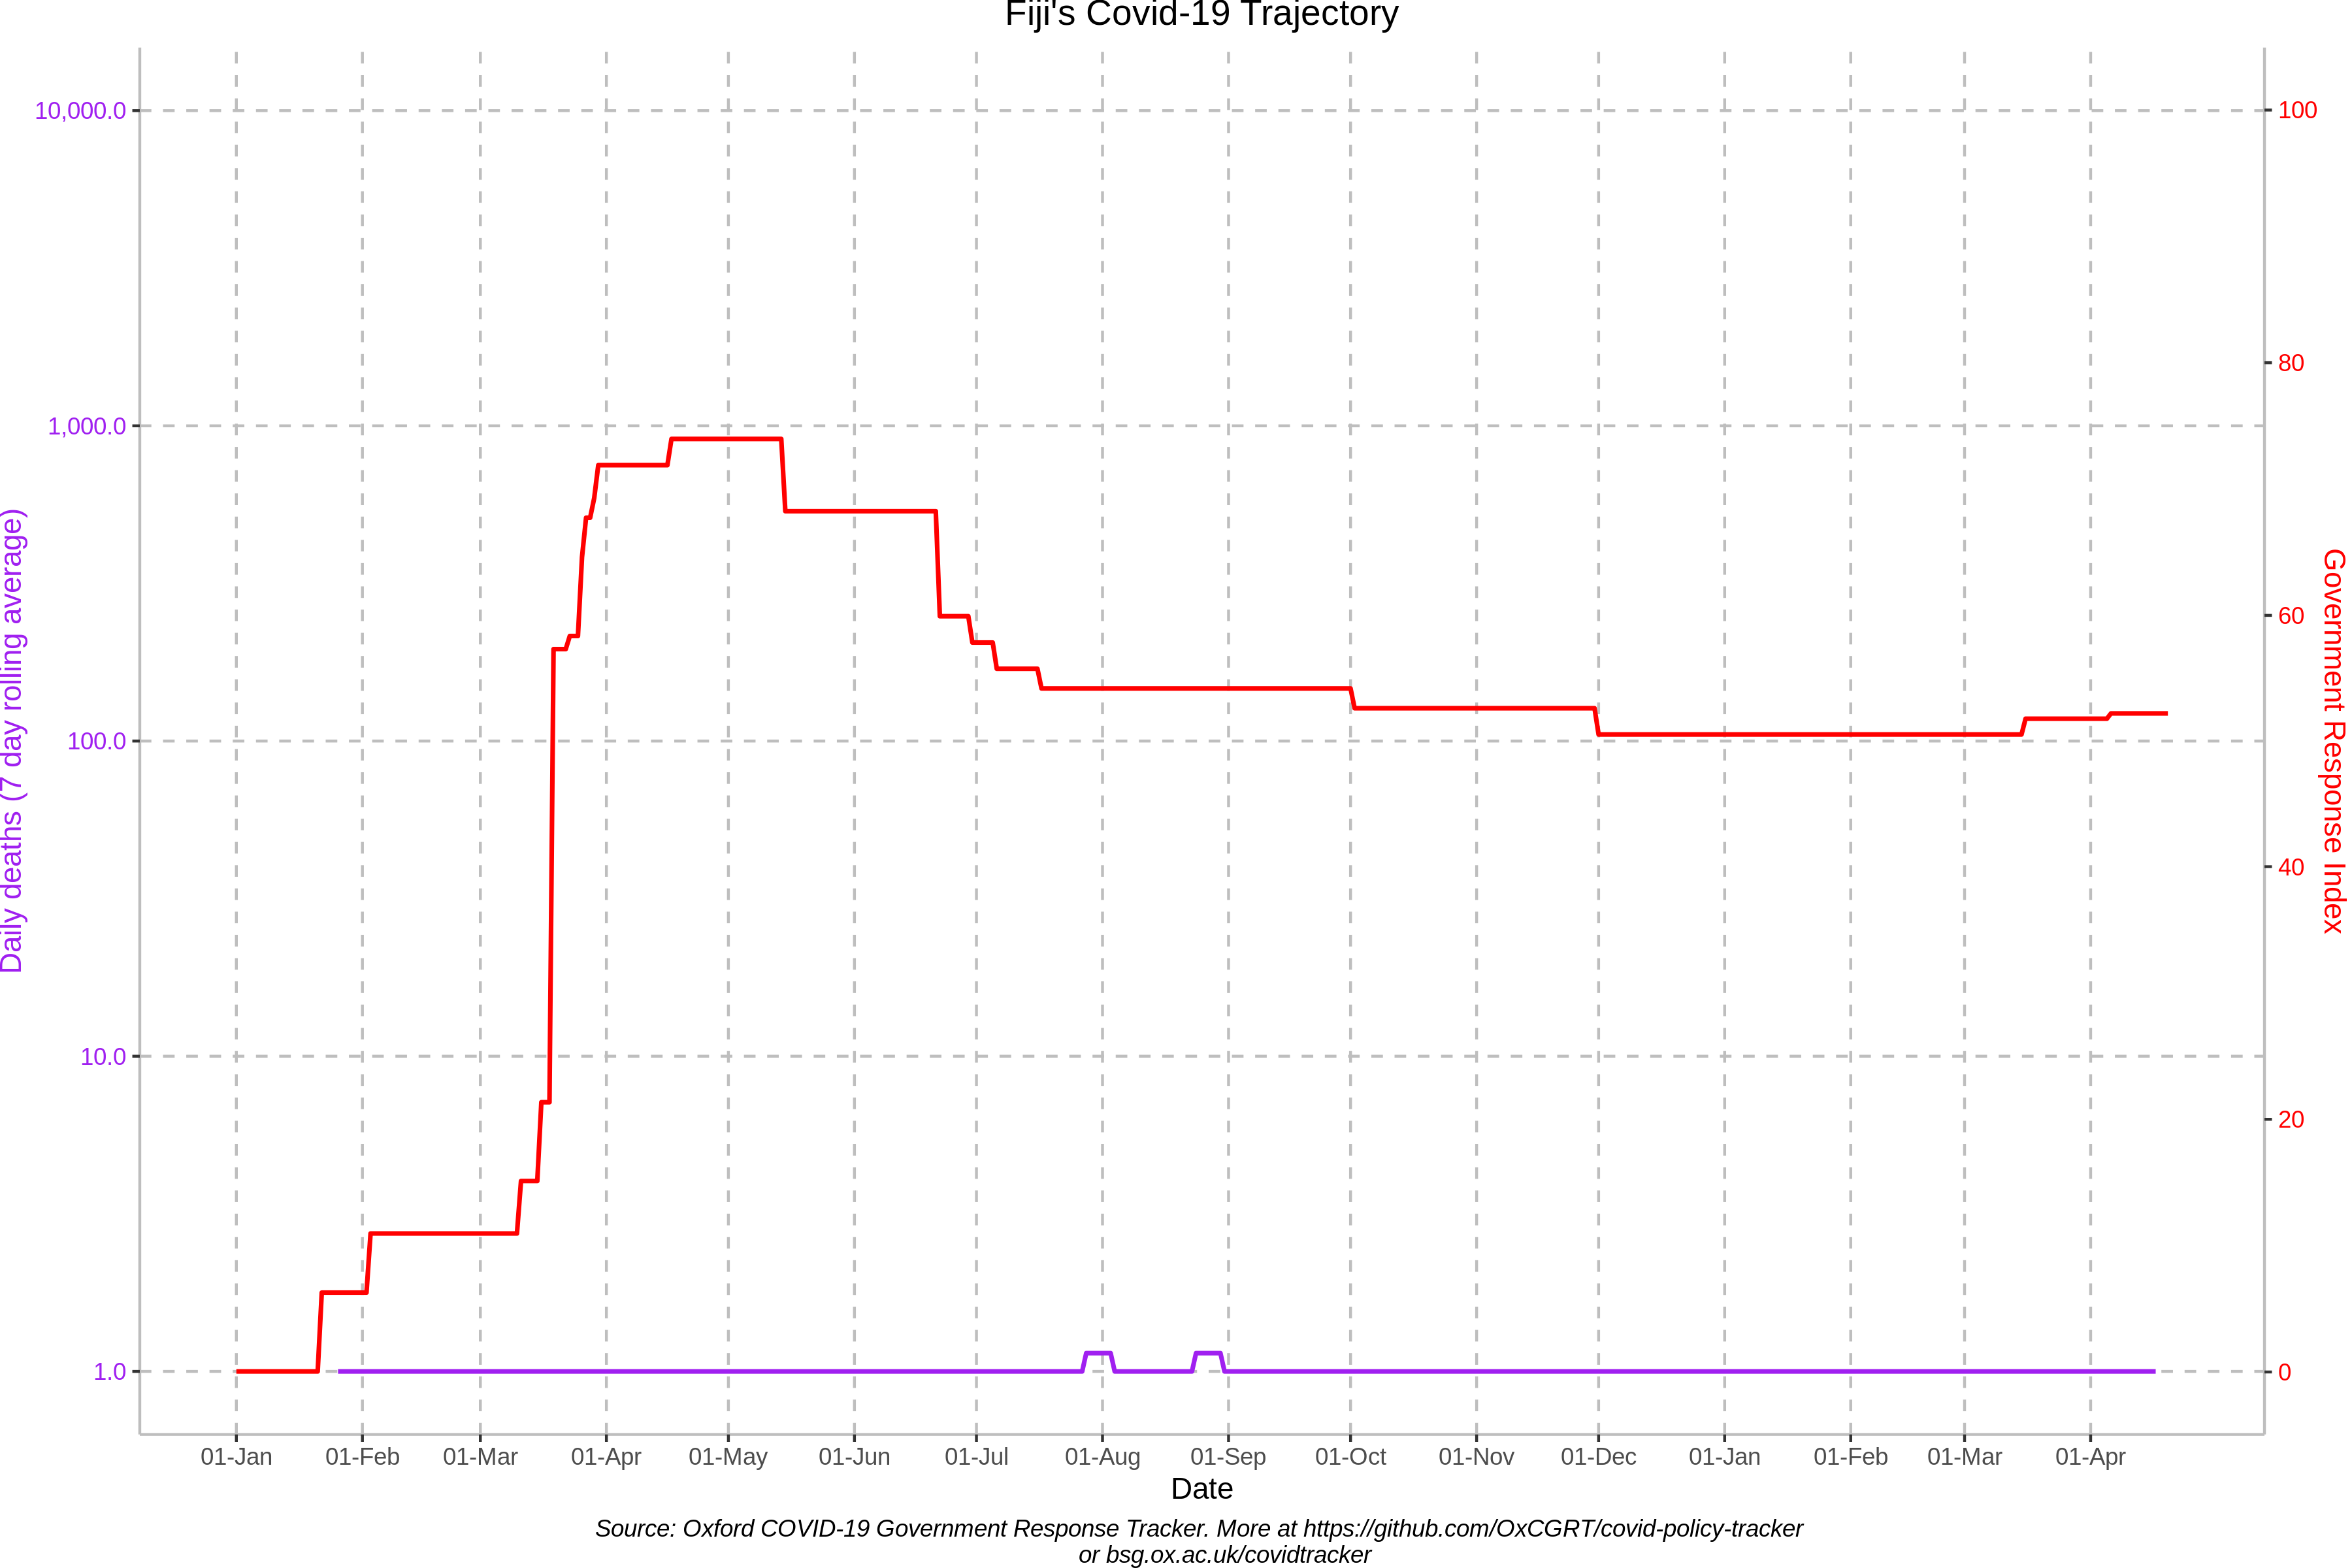 Fiji's Covid-19 Trajectory
10,000.0
1,000.0
100.0
10.0
1.0
Daily deaths (7 day rolling average)
100
80
60
40
20
0
Government Response Index
01-Jan 01-Feb 01-Mar 01-Apr 01-May 01-Jun 01-Jul 01-Aug 01-Sep 01-Oct 01-Nov 01-Dec 01-Jan 01-Feb 01-Mar 01-Apr
Date
Source: Oxford COVID-19 Government Response Tracker. More at https://github.com/OxCGRT/covid-policy-tracker
or bsg.ox.ac.uk/covidtracker